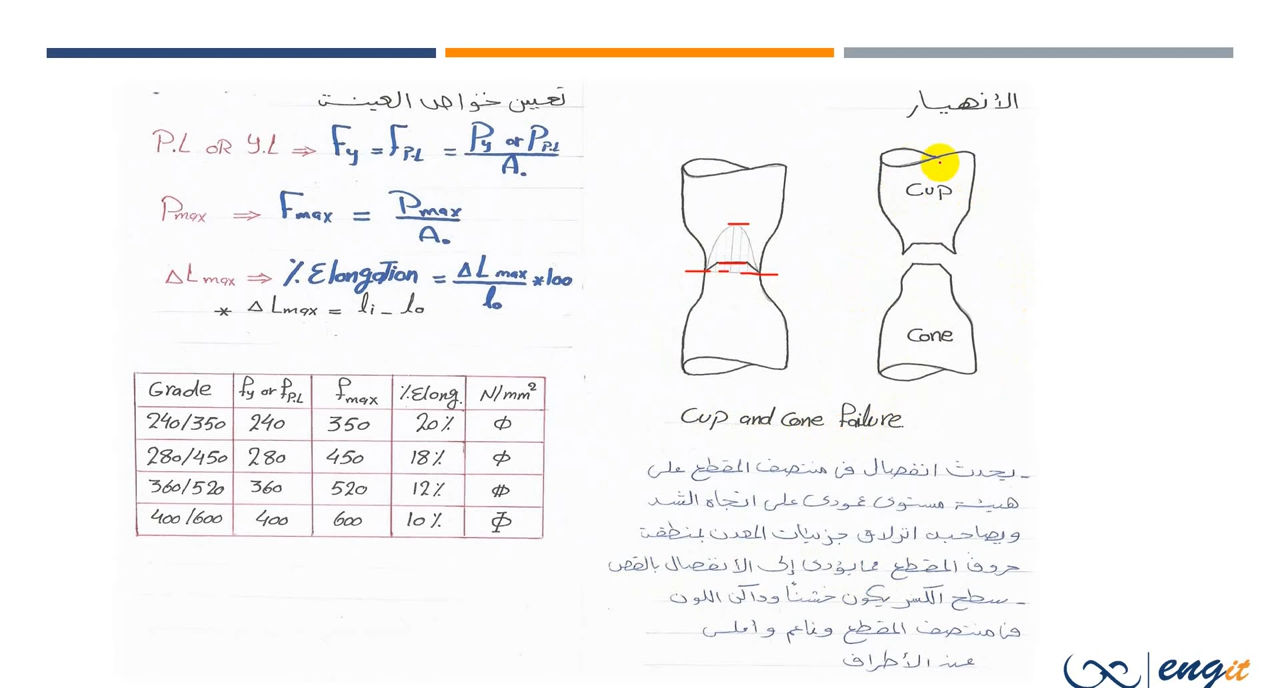 تعيين خواص العينة
P.L OR Y.L ⇒ Fy = FP.L = Py or PP.L / A.
Pmax ⇒ Fmax = Pmax / A.
ΔLmax ⇒ % Elongation = ΔLmax / lo * 100
* ΔLmax = li - lo
Grade fy or fP.L fmax % Elong. N/mm²
240/350 240 350 20% φ
280/450 280 450 18% φ
360/520 360 520 12%
400/600 400 600 10%
الأنهيار
Cup
Cone
Cup and Cone Failure
- يحدث انفصال فى منتصف المقطع على
هيئة مستوى عمودى على اتجاه الشد
ويصاحبه انزلاق جزيئات المعدن بمنطقة
حروف المقطع مما يؤدى إلى الأنفصال بالقص
- سطح الكسر يكون خشناً وداكن اللون
فى منتصف المقطع وناعم وأملس
عند الأطراف
engit